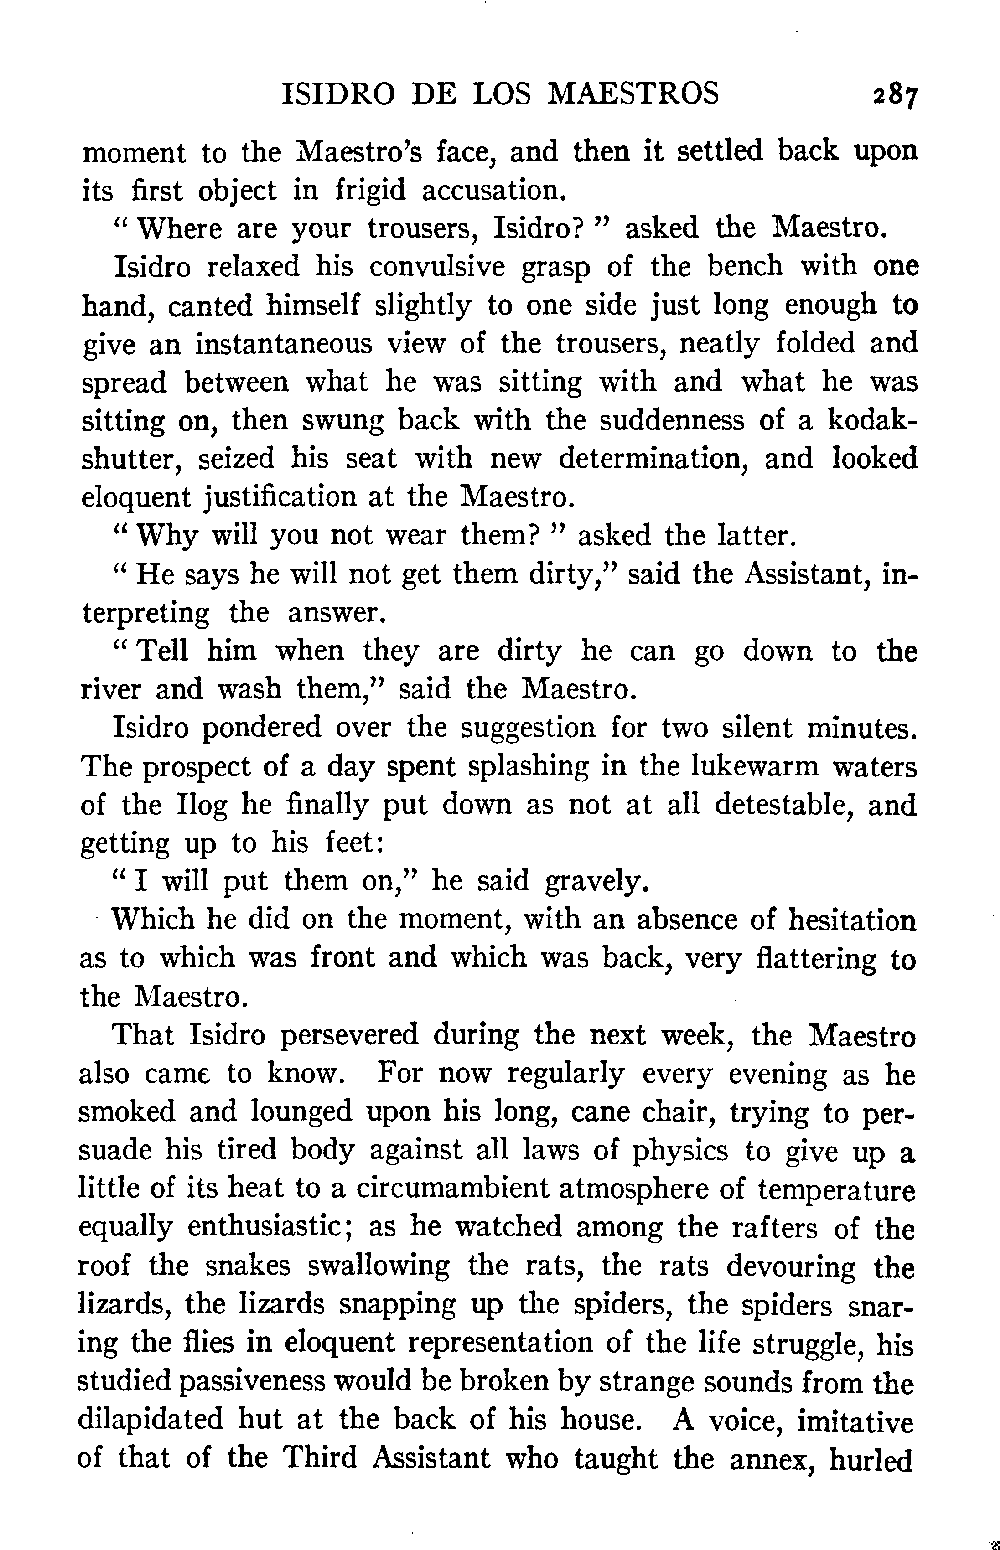 ISIDRO DE LOS MAESTROS 287
moment to the Maestro's face, and then it settled back upon
its first object in frigid accusation.
" Where are your trousers, Isidro? " asked the Maestro.
Isidro relaxed his convulsive grasp of the bench with one
hand, canted himself slightly to one side just long enough to
give an instantaneous view of the trousers, neatly folded and
spread between what he was sitting with and what he was
sitting on, then swung back with the suddenness of a kodak-
shutter, seized his seat with new determination, and looked
eloquent justification at the Maestro.
" Why will you not wear them? " asked the latter.
" He says he will not get them dirty," said the Assistant, in-
terpreting the answer.
" Tell him when they are dirty he can go down to the
river and wash them," said the Maestro.
Isidro pondered over the suggestion for two silent minutes.
The prospect of a day spent splashing in the lukewarm waters
of the Ilog he finally put down as not at all detestable, and
getting up to his feet:
" I will put them on," he said gravely.
Which he did on the moment, with an absence of hesitation
as to which was front and which was back, very flattering to
the Maestro.
That Isidro persevered during the next week, the Maestro
also came to know. For now regularly every evening as he
smoked and lounged upon his long, cane chair, trying to per-
suade his tired body against all laws of physics to give up a
little of its heat to a circumambient atmosphere of temperature
equally enthusiastic; as he watched among the rafters of the
roof the snakes swallowing the rats, the rats devouring the
lizards, the lizards snapping up the spiders, the spiders snar-
ing the flies in eloquent representation of the life struggle, his
studied passiveness would be broken by strange sounds from the
dilapidated hut at the back of his house. A voice, imitative
of that of the Third Assistant who taught the annex, hurled